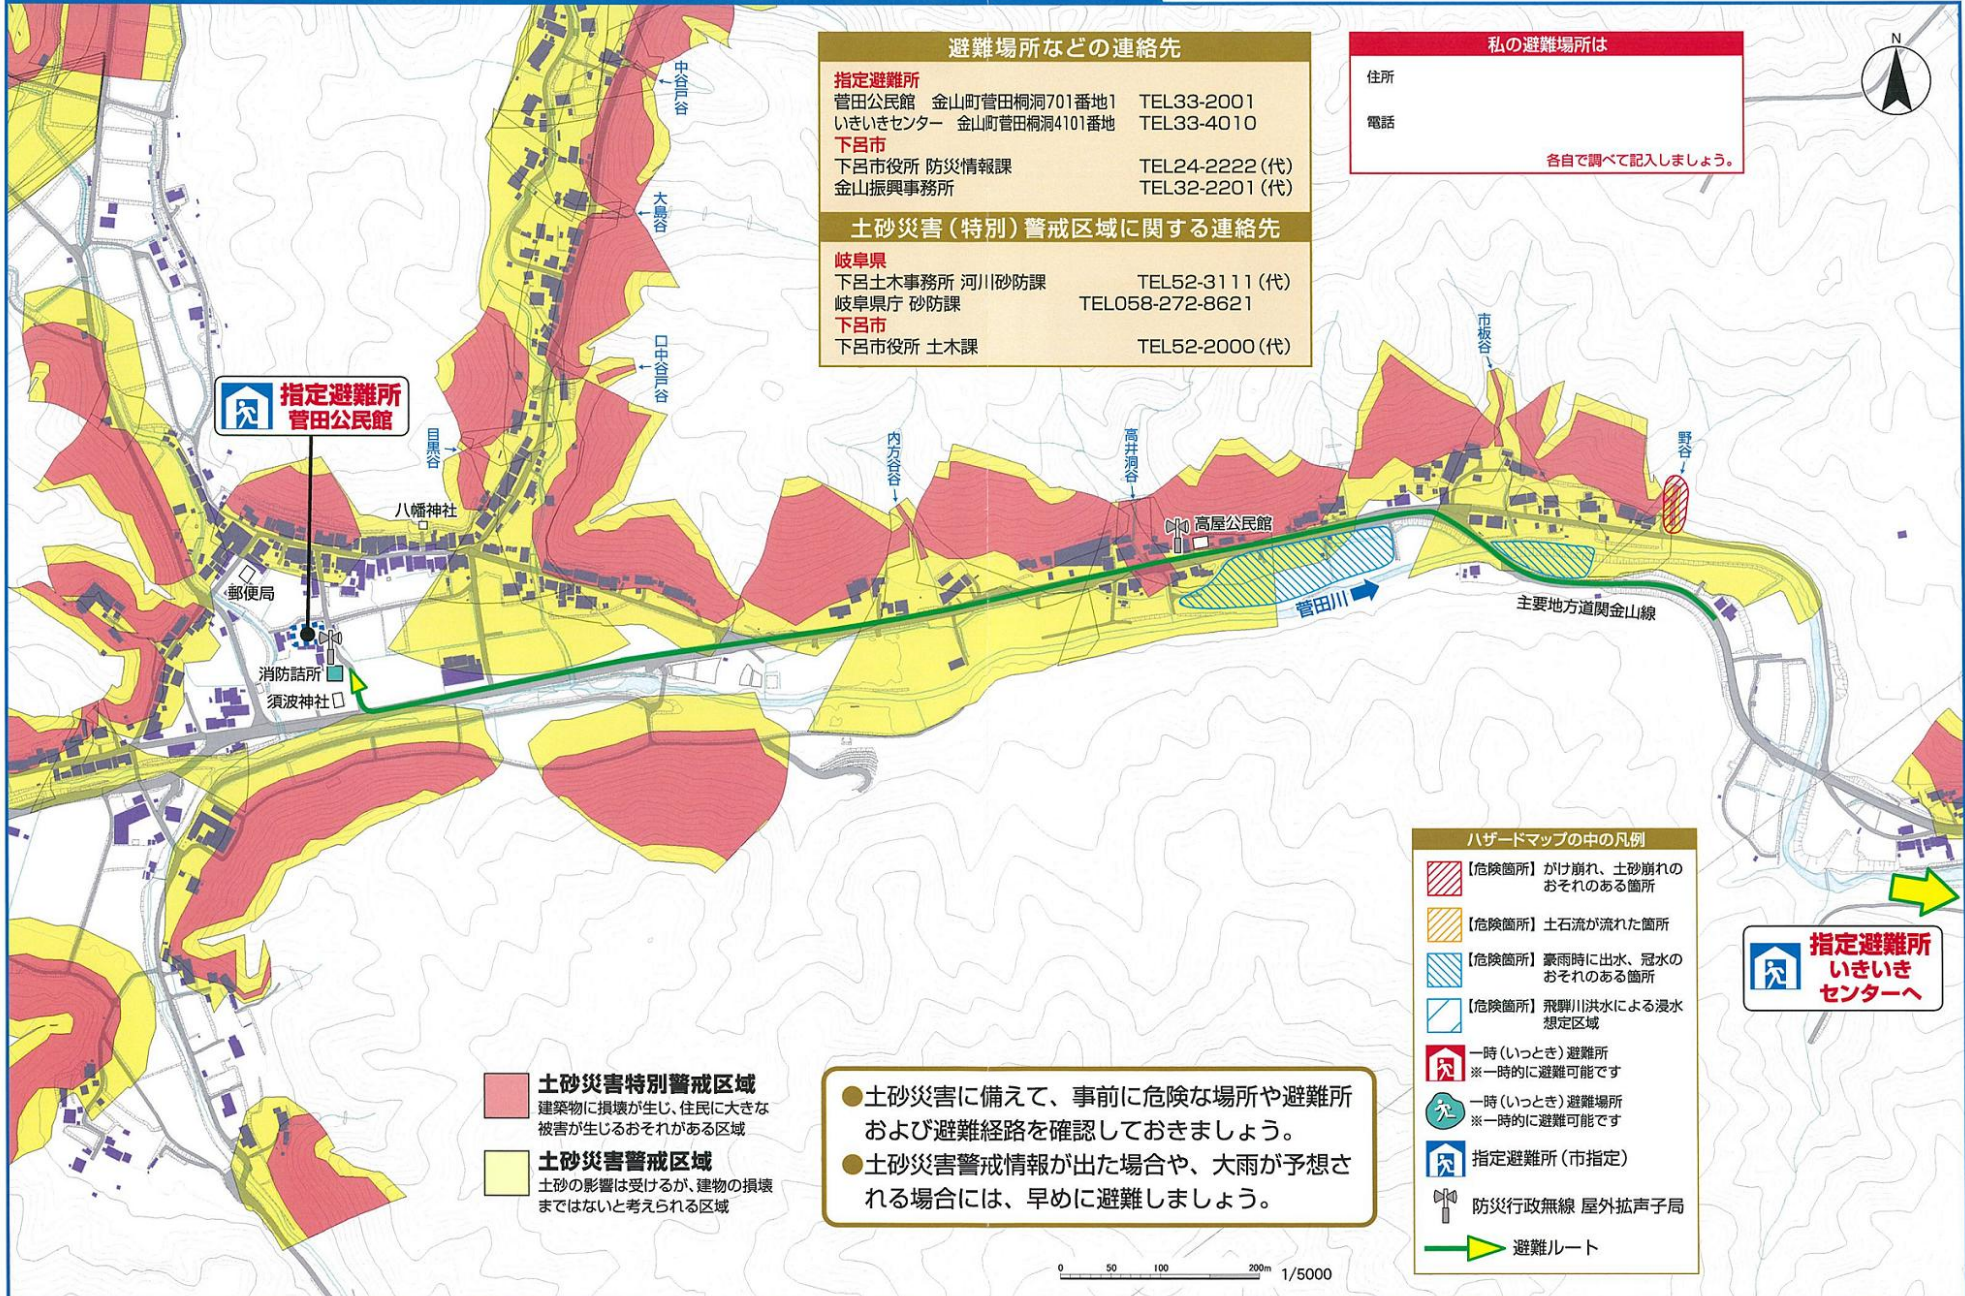 避難場所などの連絡先
指定避難所
菅田公民館 金山町菅田桐洞701番地1 TEL33-2001
いきいきセンター 金山町菅田桐洞4101番地 TEL33-4010
下呂市
下呂市役所 防災情報課 TEL24-2222(代)
金山振興事務所 TEL32-2201(代)
土砂災害(特別)警戒区域に関する連絡先
岐阜県
下呂土木事務所 河川砂防課 TEL52-3111(代)
岐阜県庁 砂防課 TEL058-272-8621
下呂市
下呂市役所 土木課 TEL52-2000(代)
私の避難場所は
住所
電話
各自で調べて記入しましょう。
N
中谷戸谷
大島谷
口中谷戸谷
目黒谷
内方谷谷
高井洞谷
市板谷
野谷
指定避難所
菅田公民館
八幡神社
郵便局
消防詰所
須波神社
高屋公民館
菅田川
主要地方道関金山線
ハザードマップの中の凡例
【危険箇所】がけ崩れ、土砂崩れの
おそれのある箇所
【危険箇所】土石流が流れた箇所
【危険箇所】豪雨時に出水、冠水の
おそれのある箇所
【危険箇所】飛騨川洪水による浸水
想定区域
一時(いっとき)避難所
※一時的に避難可能です
一時(いっとき)避難場所
※一時的に避難可能です
指定避難所(市指定)
防災行政無線 屋外拡声子局
避難ルート
指定避難所
いきいき
センターへ
土砂災害特別警戒区域
建築物に損壊が生じ、住民に大きな
被害が生じるおそれがある区域
土砂災害警戒区域
土砂の影響は受けるが、建物の損壊
まではないと考えられる区域
●土砂災害に備えて、事前に危険な場所や避難所
および避難経路を確認しておきましょう。
●土砂災害警戒情報が出た場合や、大雨が予想さ
れる場合には、早めに避難しましょう。
0 50 100 200m 1/5000